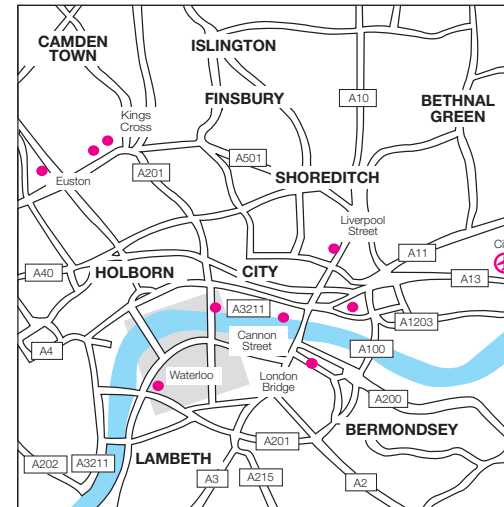 CAMDEN
TOWN
ISLINGTON
FINSBURY
A10
BETHNAL
GREEN
Kings
Cross
A501
A201
Euston
SHOREDITCH
Liverpool
Street
A11
A40
HOLBORN
CITY
A13
A3211
A1203
Cannon
Street
A4
A100
Waterloo
London
Bridge
A200
A201
BERMONDSEY
LAMBETH
A202
A3211
A3
A215
A2